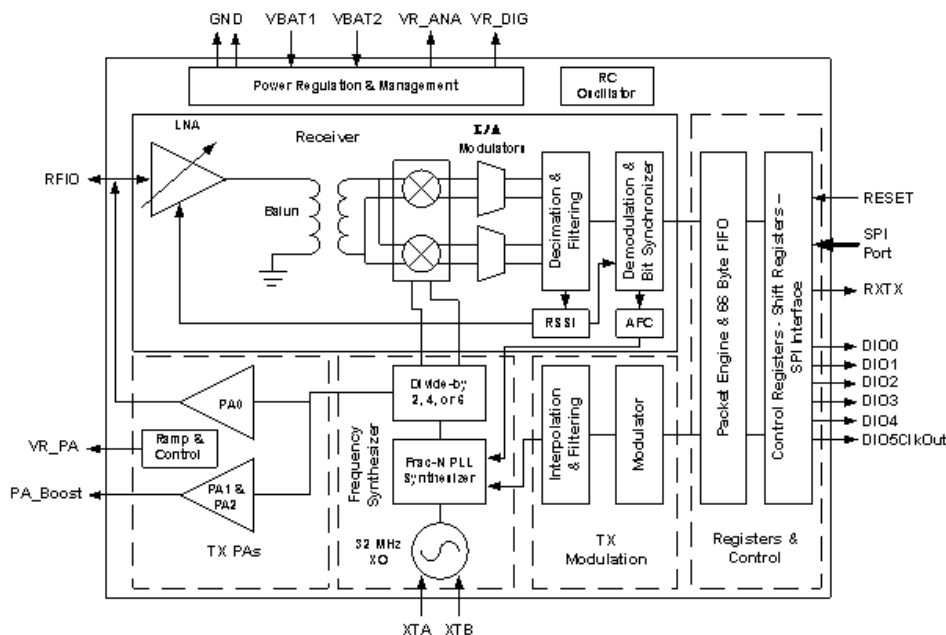 GND VBAT1 VBAT2 VR_ANA VR_DIG
Power Regulation & Management
RC
Oscillator
LNA
Receiver
Σ/Δ
Modulators
RFIO
Balun
Decimation &
Filtering
Demodulation &
Bit Synchronizer
RSSI
AFC
Packet Engine & 66 Byte FIFO
Control Registers - Shift Registers –
SPI Interface
RESET
SPI
Port
RXTX
DIO0
DIO1
DIO2
DIO3
DIO4
DIO5ClkOut
PA0
Ramp &
Control
VR_PA
PA1 &
PA2
PA_Boost
TX PAs
Divide-by
2, 4, or 6
Frac-N PLL
Synthesizer
Frequency
Synthesizer
32 MHz
XO
XTA XTB
Interpolation
& Filtering
Modulator
TX
Modulation
Registers &
Control